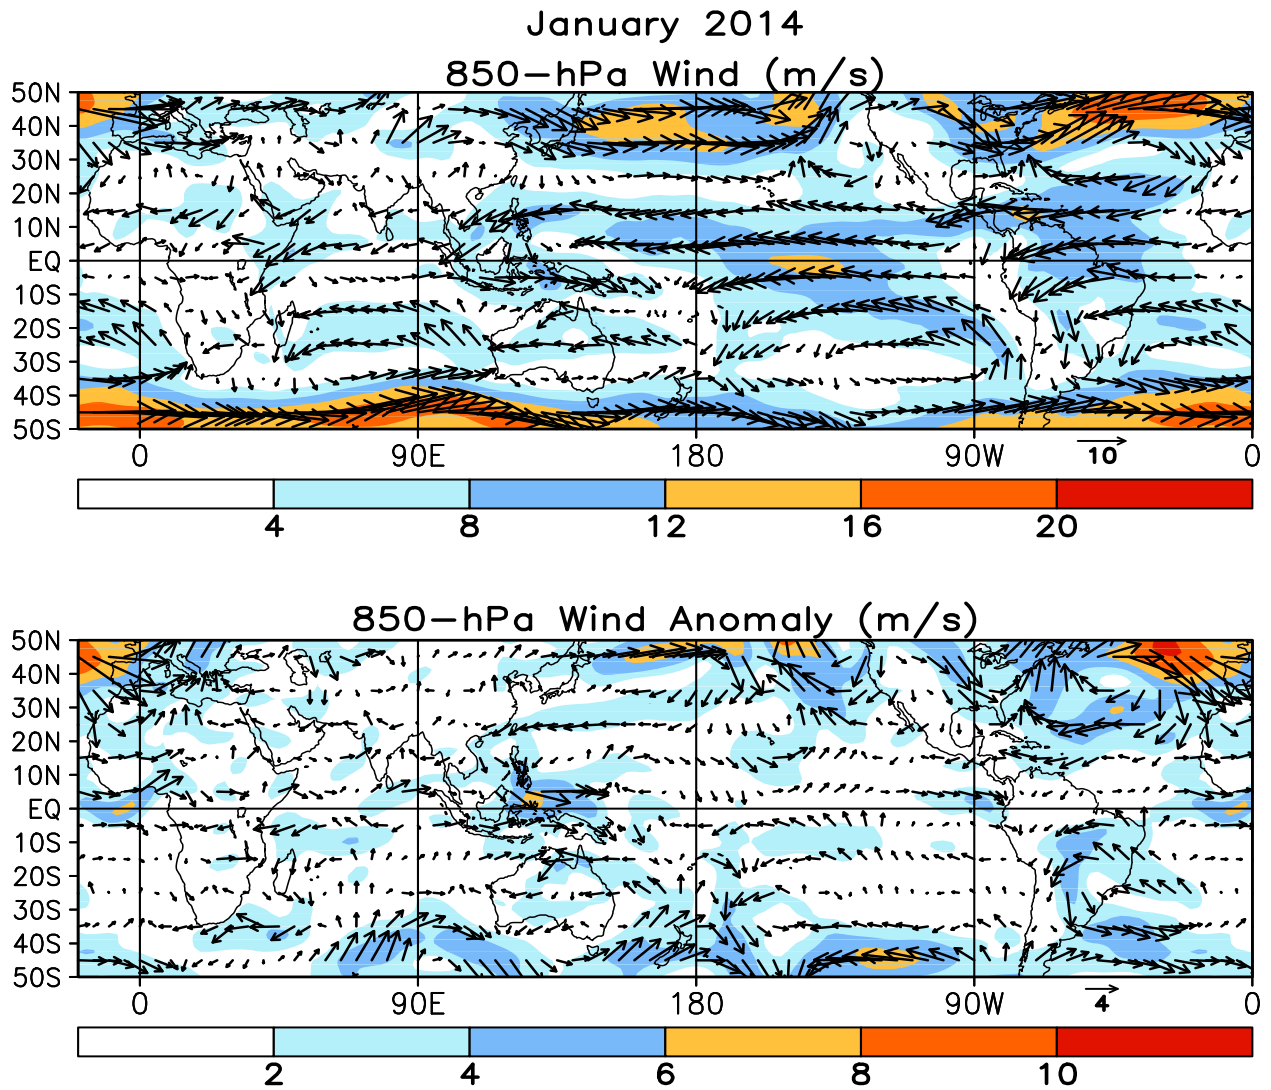 January 2014
850-hPa Wind (m/s)
50N
40N
30N
20N
10N
EQ
10S
20S
30S
40S
50S
0 90E 180 90W 0
10
4 8 12 16 20
850-hPa Wind Anomaly (m/s)
50N
40N
30N
20N
10N
EQ
10S
20S
30S
40S
50S
0 90E 180 90W 0
4
2 4 6 8 10